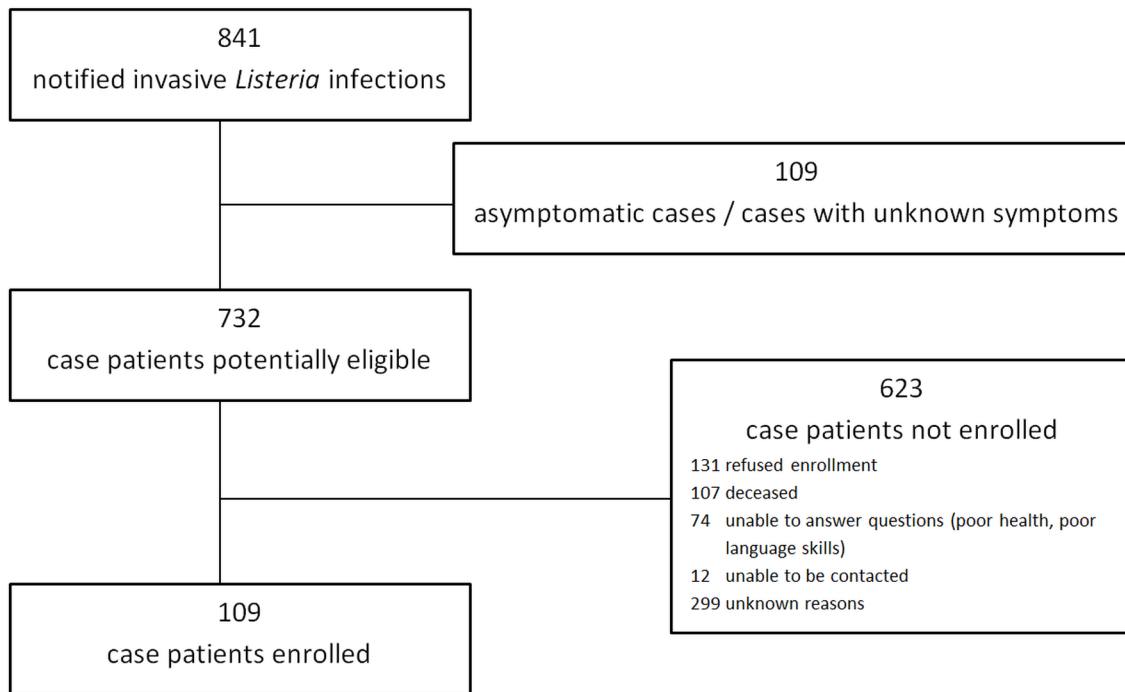 841
notified invasive Listeria infections
109
asymptomatic cases / cases with unknown symptoms
732
case patients potentially eligible
623
case patients not enrolled
131 refused enrollment
107 deceased
74 unable to answer questions (poor health, poor
language skills)
12 unable to be contacted
299 unknown reasons
109
case patients enrolled